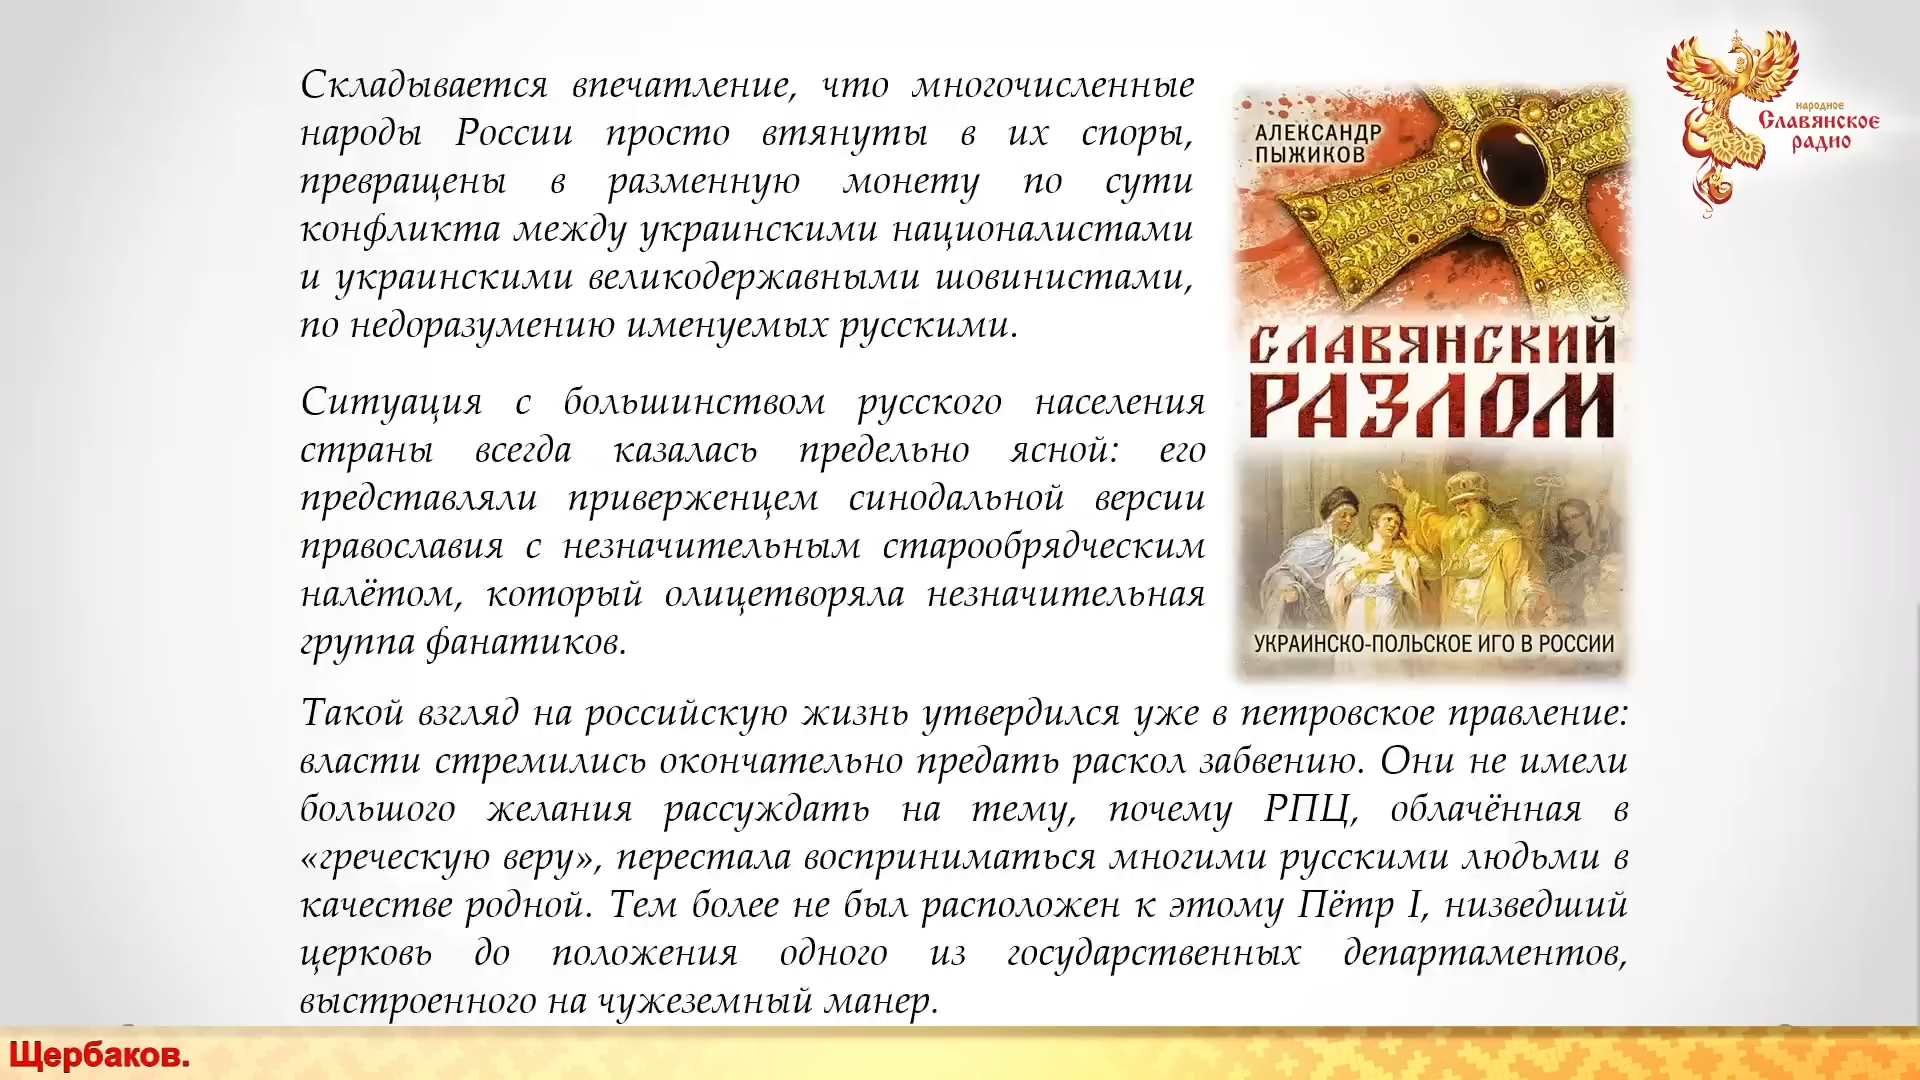 Складывается впечатление, что многочисленные
народы России просто втянуты в их споры,
превращены в разменную монету по сути
конфликта между украинскими националистами
и украинскими великодержавными шовинистами,
по недоразумению именуемых русскими.
Ситуация с большинством русского населения
страны всегда казалась предельно ясной: его
представляли приверженцем синодальной версии
православия с незначительным старообрядческим
налётом, который олицетворяла незначительная
группа фанатиков.
Такой взгляд на российскую жизнь утвердился уже в петровское правление:
власти стремились окончательно предать раскол забвению. Они не имели
большого желания рассуждать на тему, почему РПЦ, облачённая в
«греческую веру», перестала восприниматься многими русскими людьми в
качестве родной. Тем более не был расположен к этому Пётр I, низведший
церковь до положения одного из государственных департаментов,
выстроенного на чужеземный манер.
АЛЕКСАНДР
ПЫЖИКОВ
СЛАВЯНСКИЙ
РАЗЛОМ
УКРАИНСКО-ПОЛЬСКОЕ ИГО В РОССИИ
народное
Славянское
радио
Щербаков.